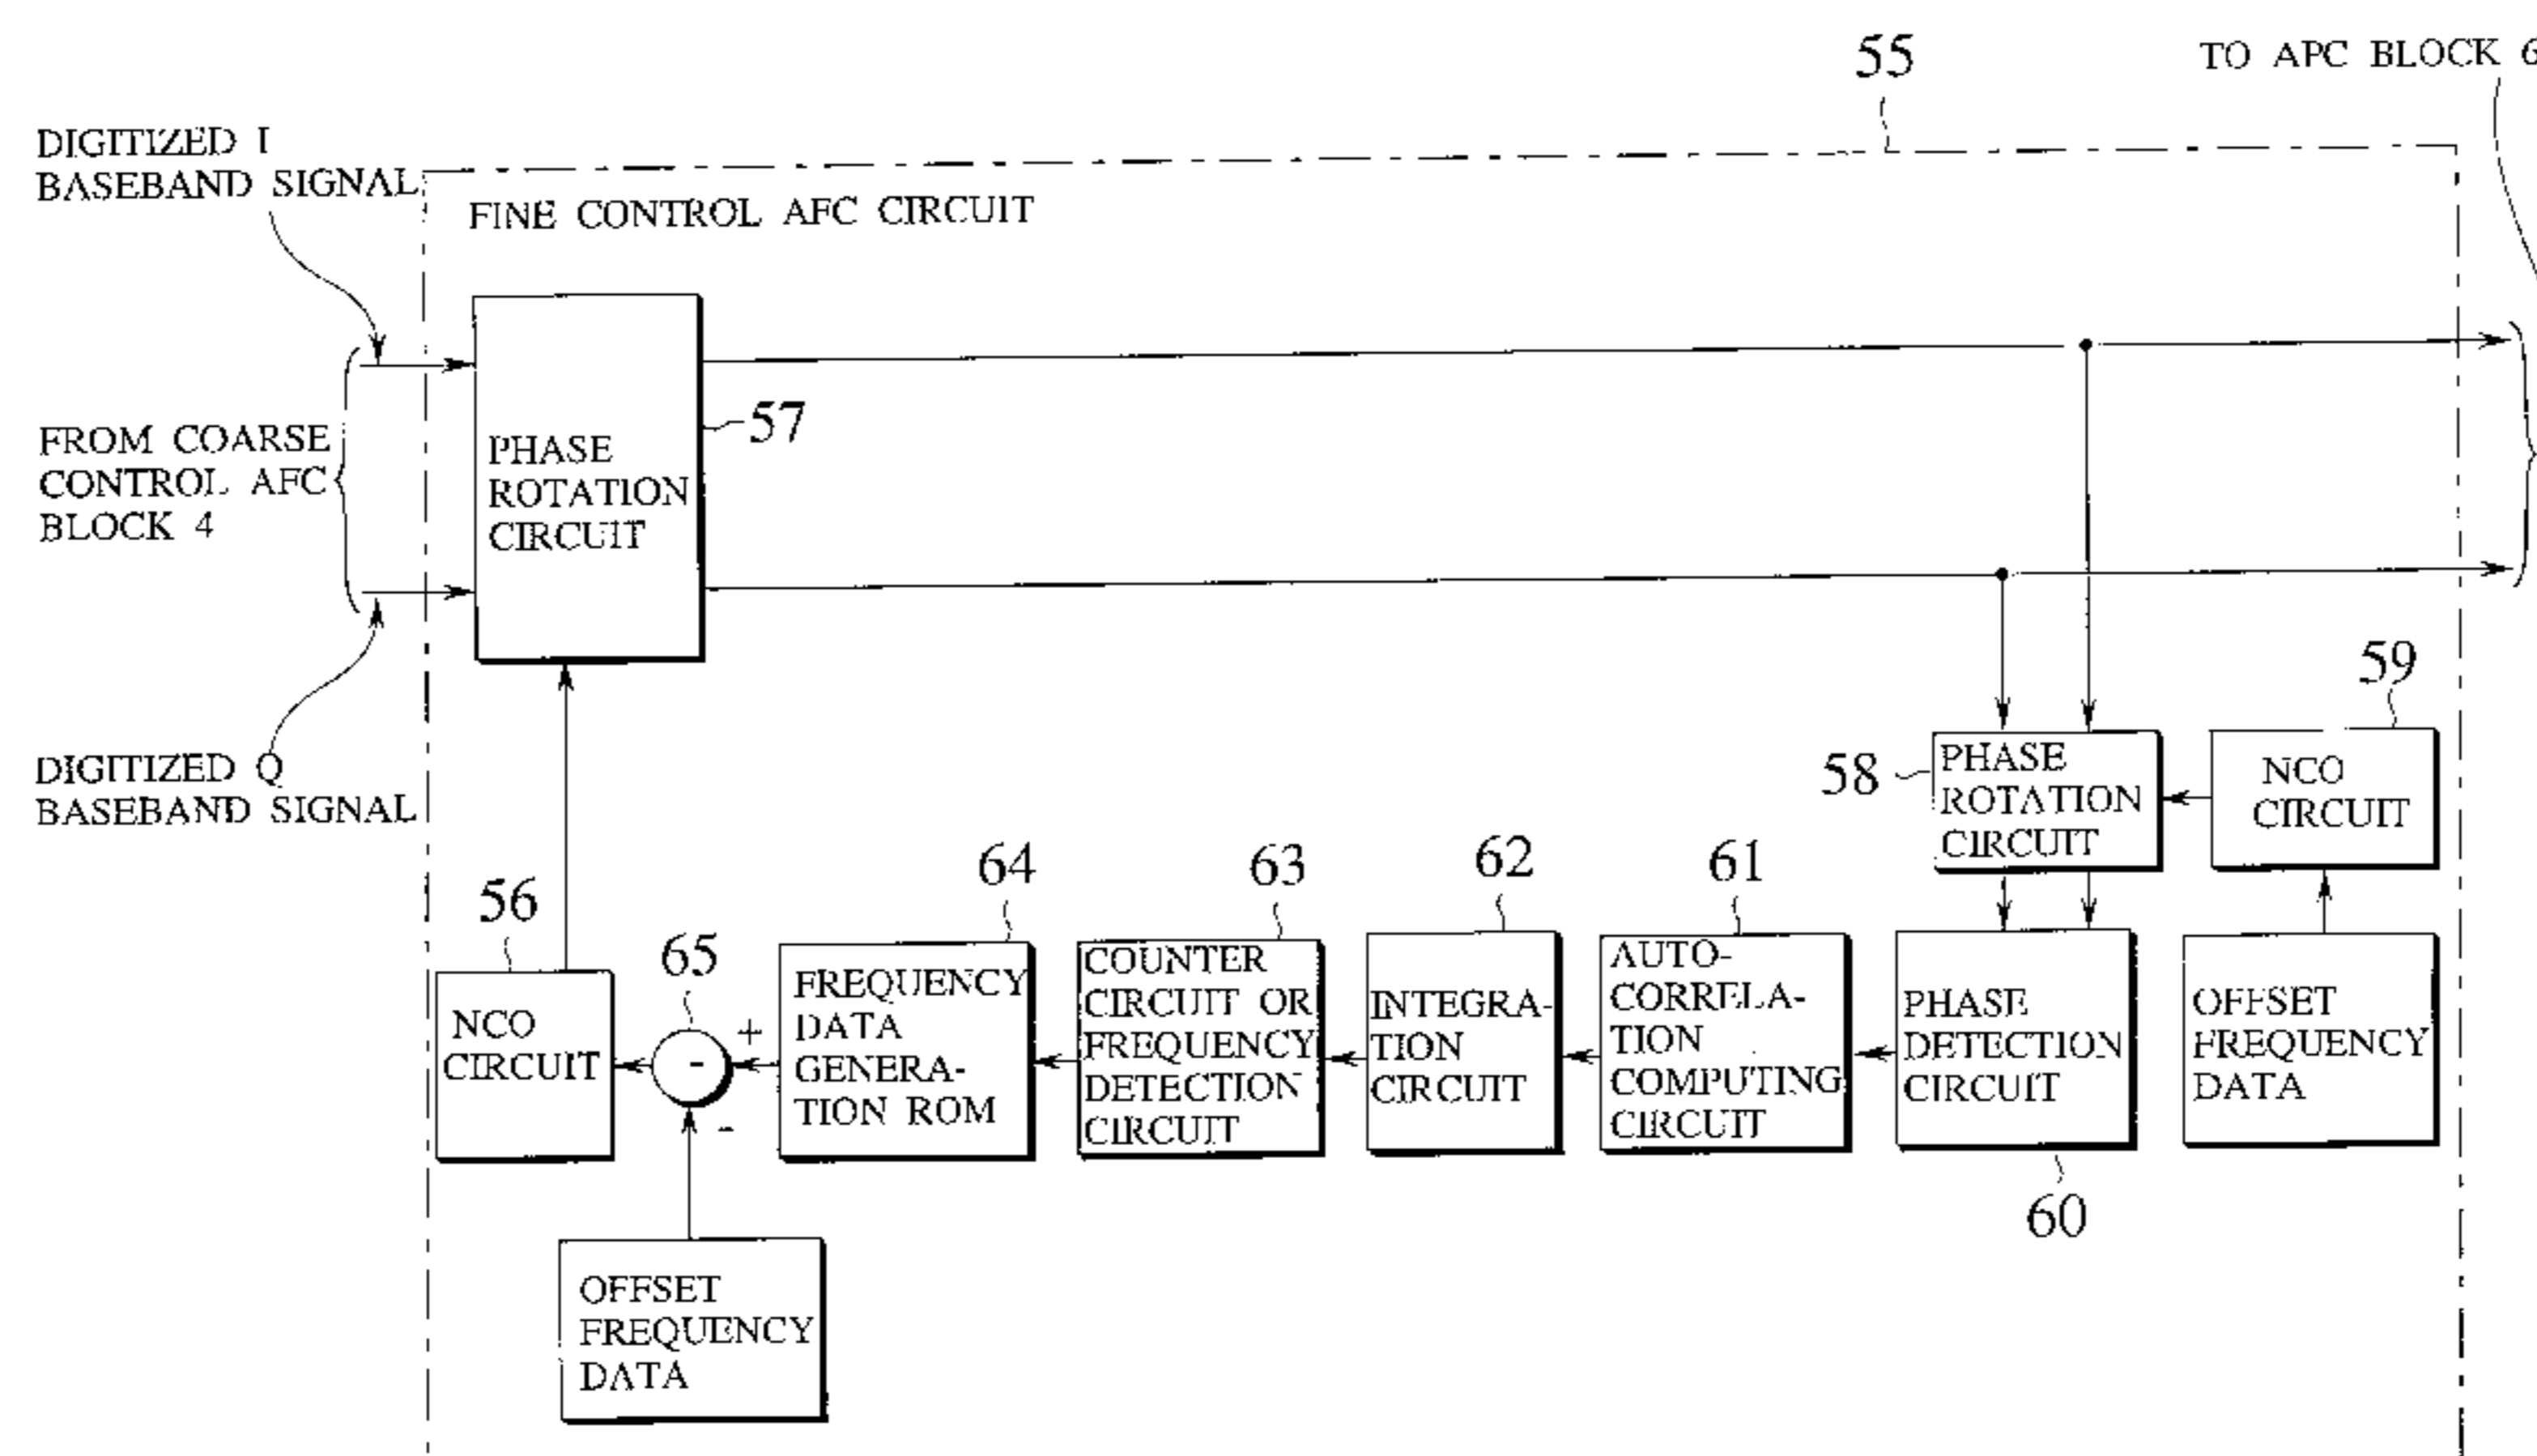 55
TO APC BLOCK 6
DIGITIZED I
BASEBAND SIGNAL
FINE CONTROL AFC CIRCUIT
57
FROM COARSE
CONTROL AFC
BLOCK 4
PHASE
ROTATION
CIRCUIT
DIGITIZED Q
BASEBAND SIGNAL
59
58
PHASE
ROTATION
CIRCUIT
NCO
CIRCUIT
56
65
64
63
62
61
NCO
CIRCUIT
-
+
-
FREQUENCY
DATA
GENERA-
TION ROM
COUNTER
CIRCUIT OR
FREQUENCY
DETECTION
CIRCUIT
INTEGRA-
TION
CIRCUIT
AUTO-
CORRELA-
TION
COMPUTING
CIRCUIT
PHASE
DETECTION
CIRCUIT
OFFSET
FREQUENCY
DATA
60
OFFSET
FREQUENCY
DATA